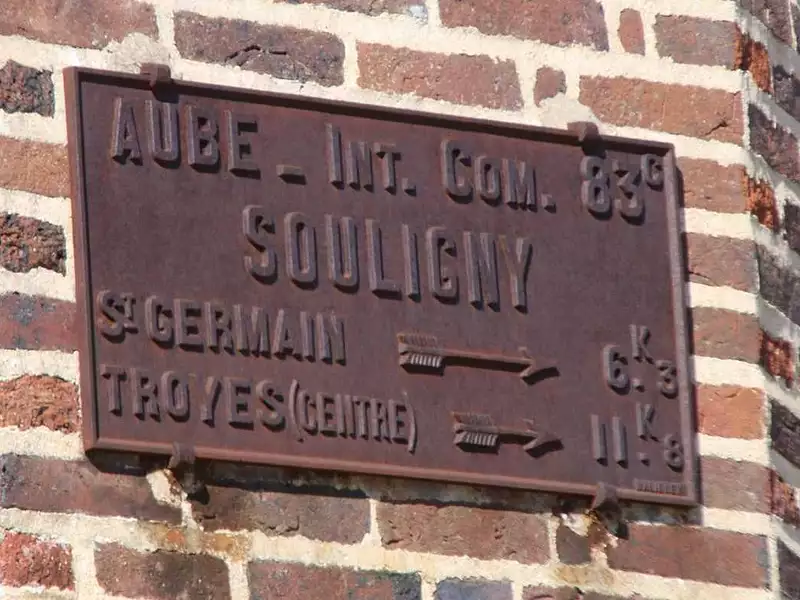 AUBE - INT. COM. 83G
SOULIGNY
ST GERMAIN 6.K3
TROYES (CENTRE) 11.K8